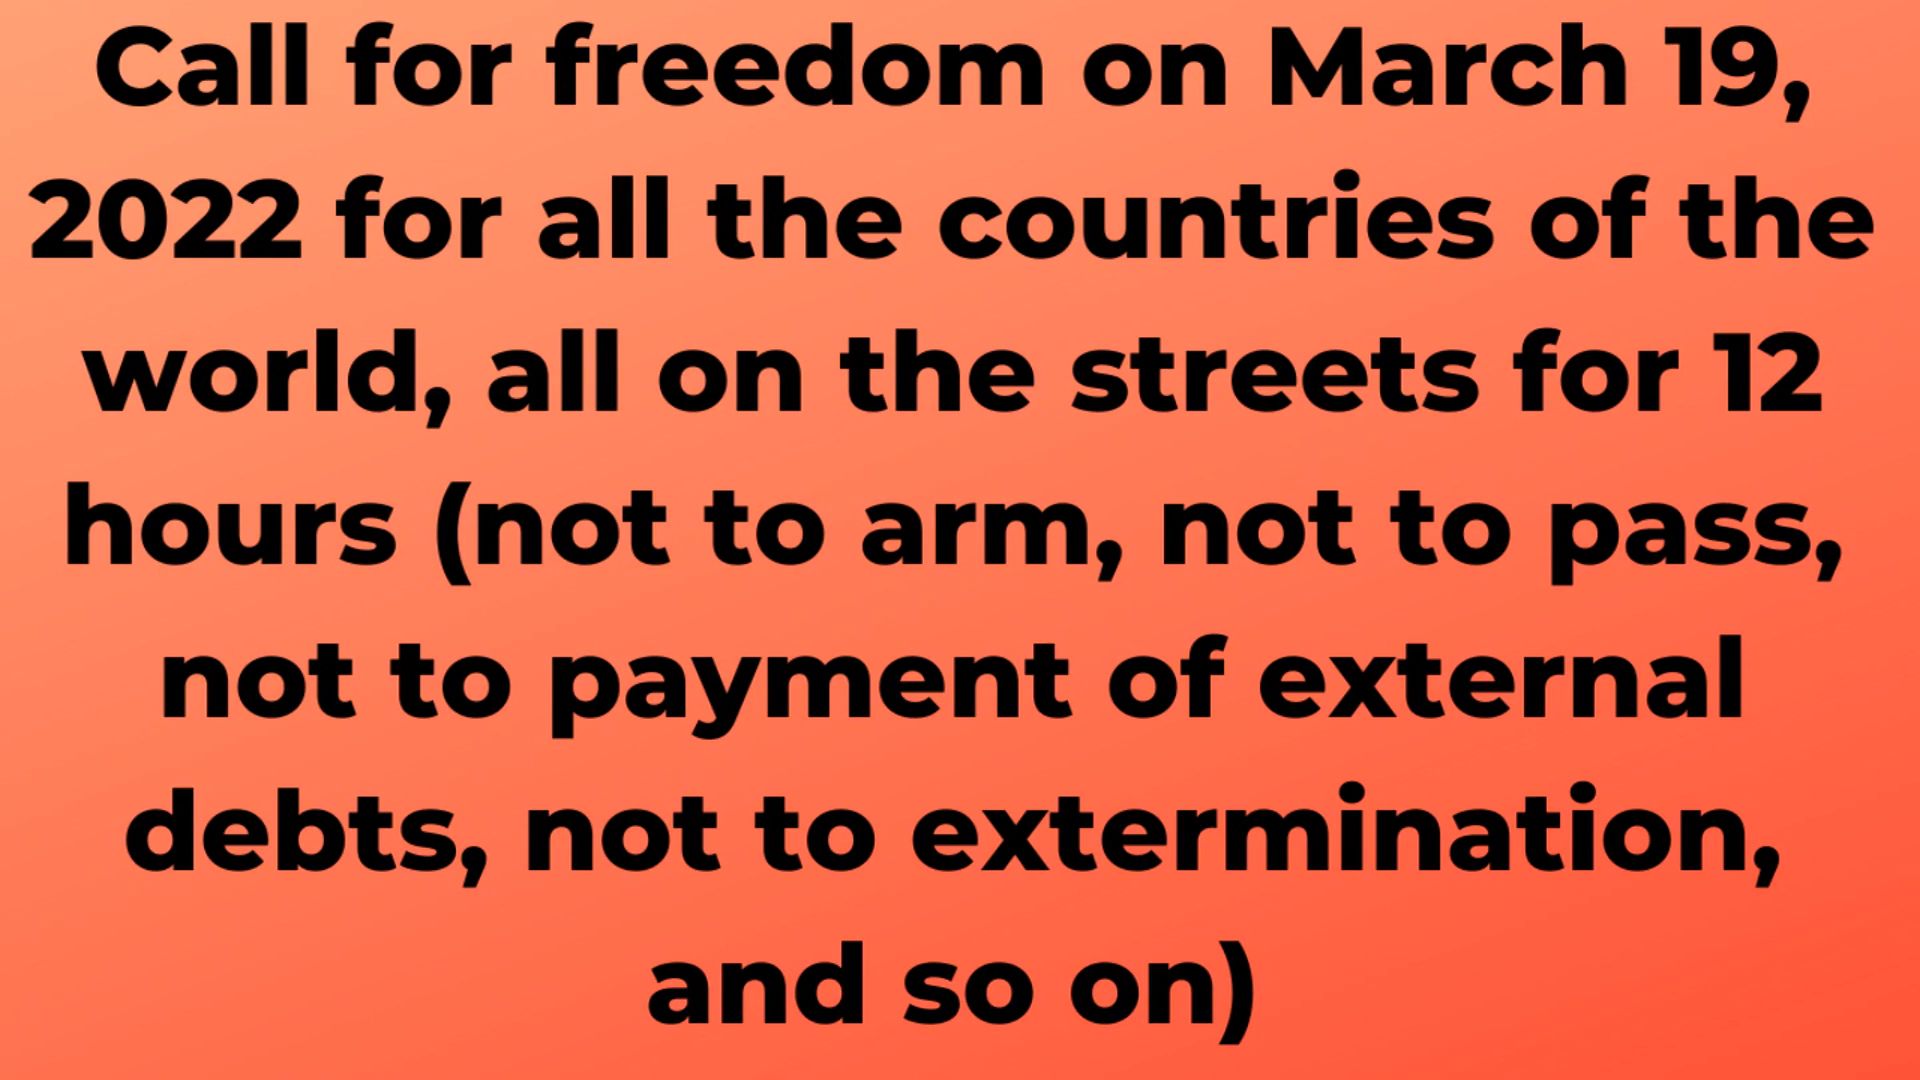 Call for freedom on March 19,
2022 for all the countries of the
world, all on the streets for 12
hours (not to arm, not to pass,
not to payment of external
debts, not to extermination,
and so on)